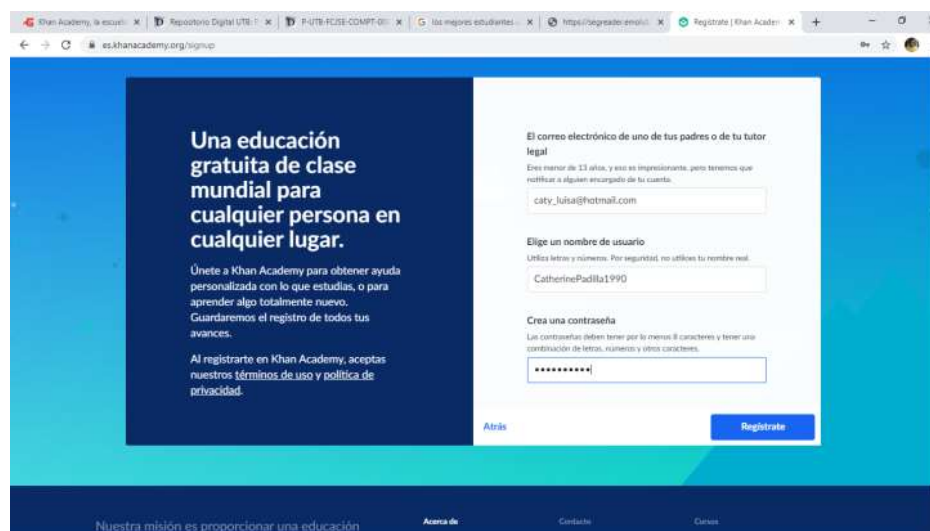 Khan Academy, la escuel
Repositorio Digital UTB:
P-UTB-FCJSE-COMPT-00
los mejores estudiantes
Regístrate | Khan Academ
es.khanacademy.org/signup
Una educación
gratuita de clase
mundial para
cualquier persona en
cualquier lugar.
Únete a Khan Academy para obtener ayuda
personalizada con lo que estudias, o para
aprender algo totalmente nuevo.
Guardaremos el registro de todos tus
avances.
Al registrarte en Khan Academy, aceptas
nuestros términos de uso y política de
privacidad.
El correo electrónico de uno de tus padres o de tu tutor
legal
Eres menor de 13 años, y eso es impresionante, pero tenemos que
notificar a alguien encargado de tu cuenta.
caty_luisa@hotmail.com
Elige un nombre de usuario
Utiliza letras y números. Por seguridad, no utilices tu nombre real.
CatherinePadilla1990
Crea una contraseña
Las contraseñas deben tener por lo menos 8 caracteres y tener una
combinación de letras, números y otros caracteres.
••••••••••
Atrás
Regístrate
Nuestra misión es proporcionar una educación
Acerca de
Contacto
Cursos